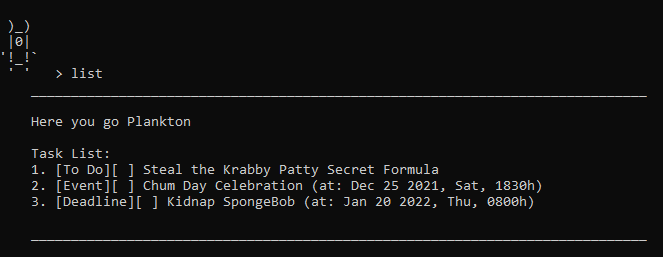 )_)
|0|
'!_!`
' '   > list
Here you go Plankton
Task List:
1. [To Do][ ] Steal the Krabby Patty Secret Formula
2. [Event][ ] Chum Day Celebration (at: Dec 25 2021, Sat, 1830h)
3. [Deadline][ ] Kidnap SpongeBob (at: Jan 20 2022, Thu, 0800h)